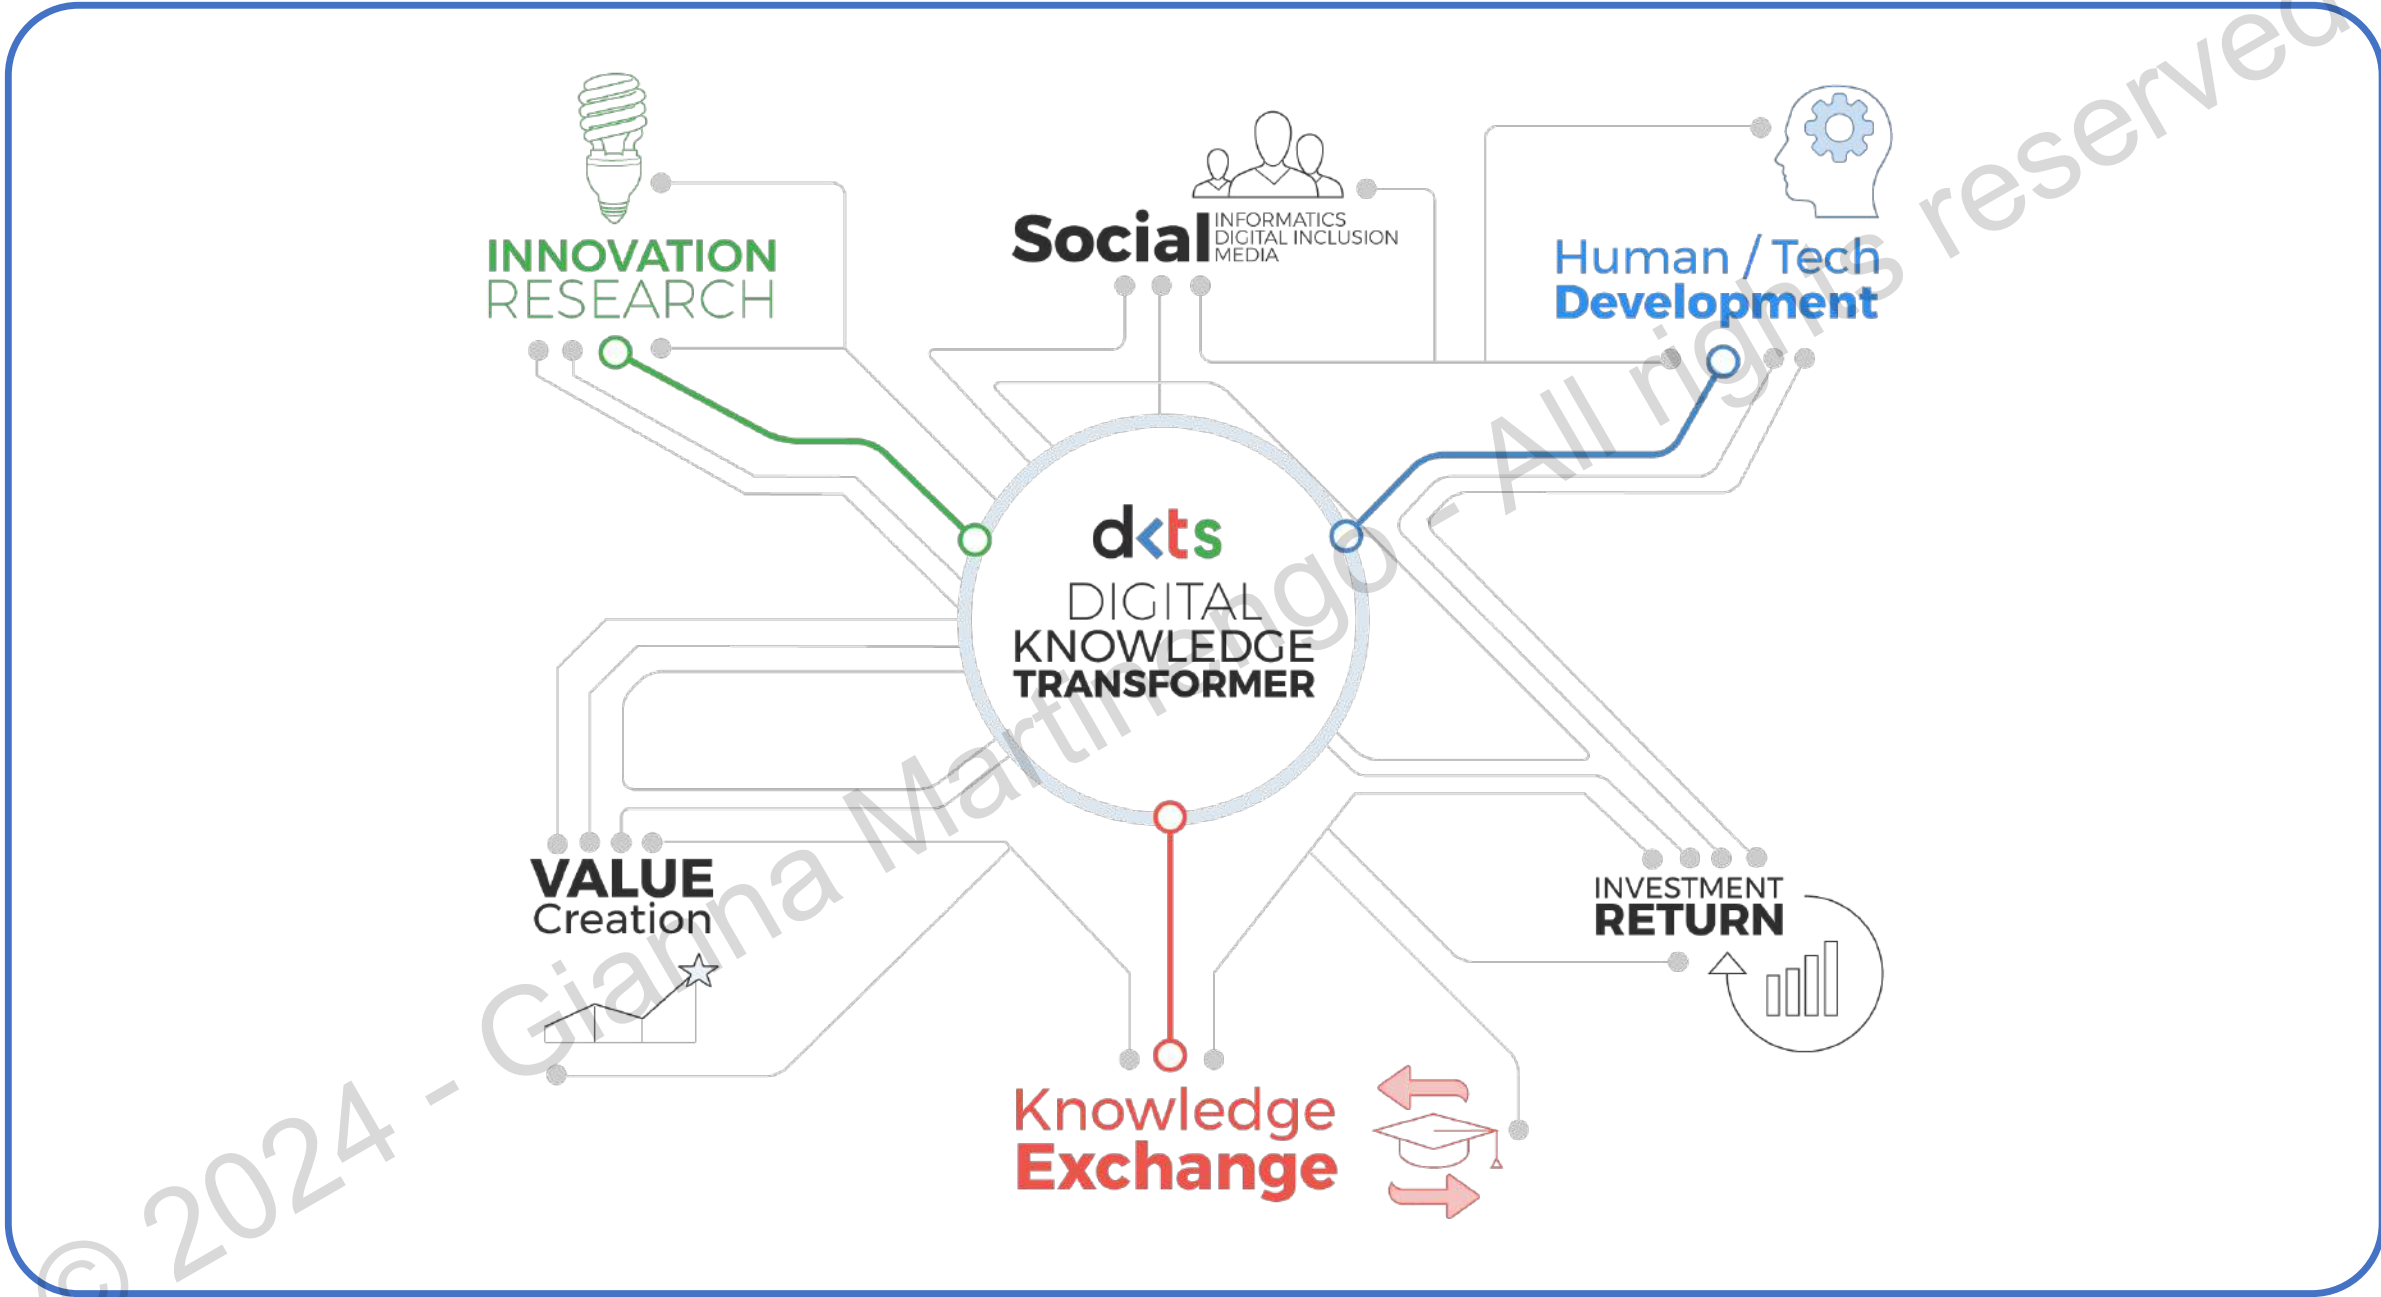 INNOVATION
RESEARCH
Social
INFORMATICS
DIGITAL INCLUSION
MEDIA
Human / Tech
Development
d<ts
DIGITAL
KNOWLEDGE
TRANSFORMER
VALUE
Creation
INVESTMENT
RETURN
Knowledge
Exchange
© 2024 - Gianna Martinengo - All rights reserved